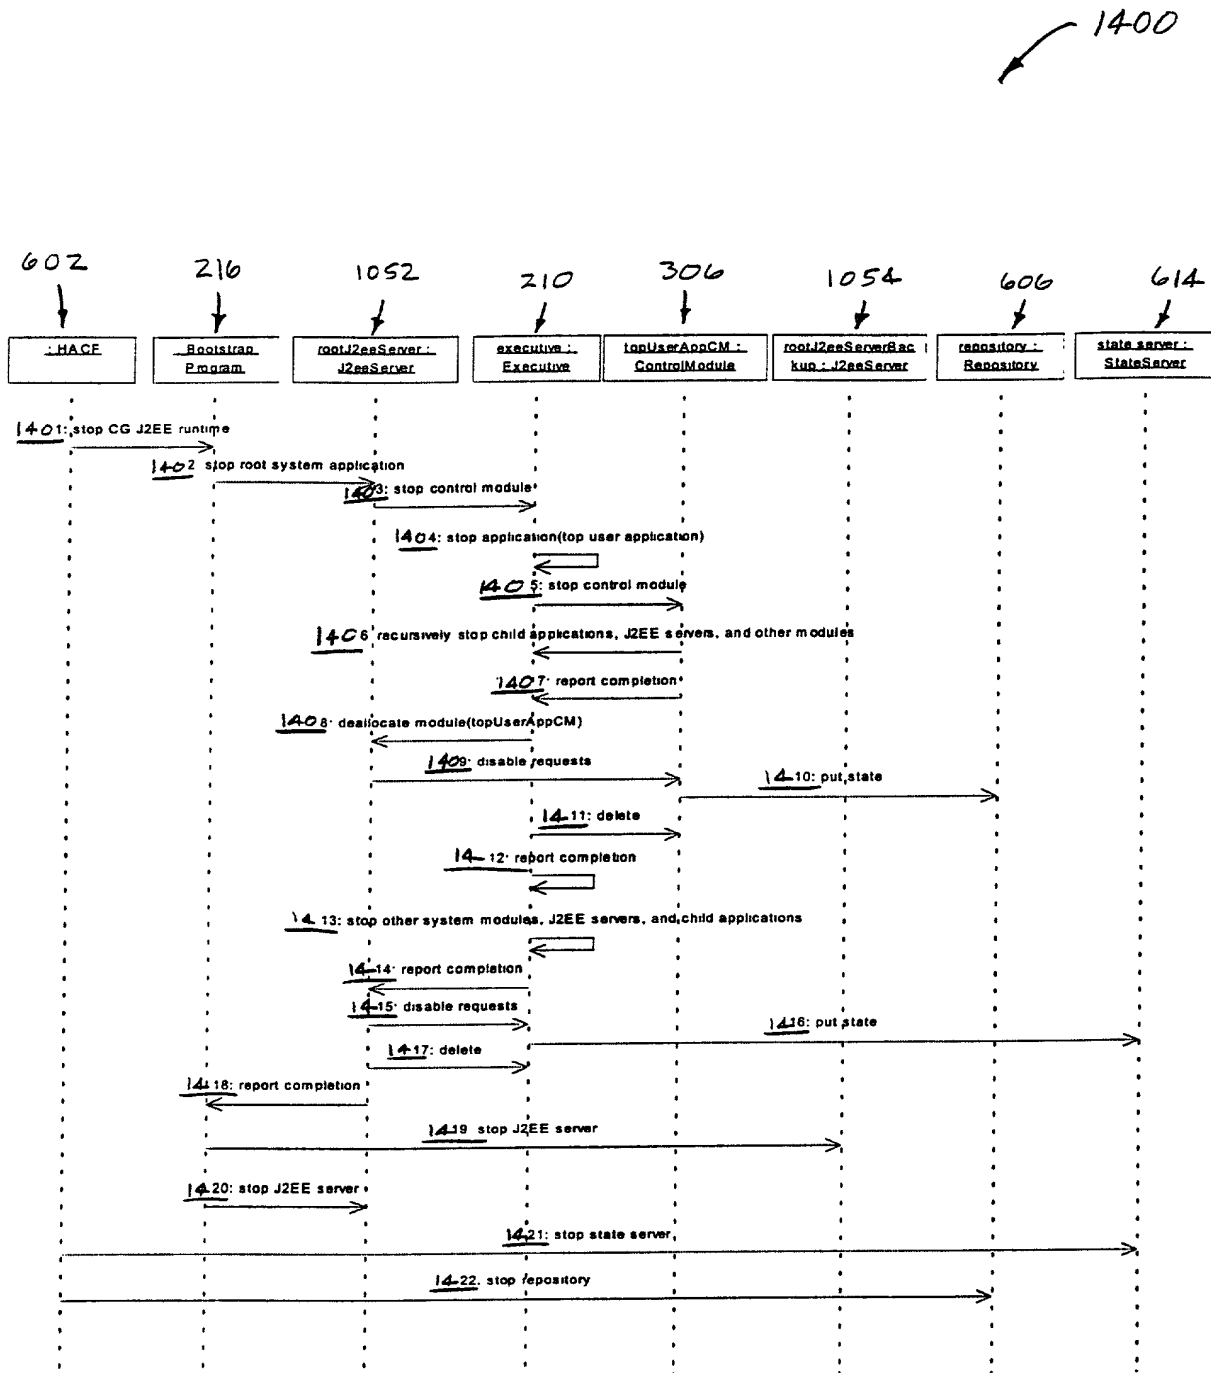 1400
602 216 1052 210 306 1054 606 614
: HACF
Bootstrap
Program
rootJ2eeServer :
J2eeServer
executive :
Executive
topUserAppCM :
ControlModule
rootJ2eeServerBac
kup : J2eeServer
repository :
Repository
state server :
StateServer
1401: stop CG J2EE runtime
1402 stop root system application
1403: stop control module
1404: stop application(top user application)
1405: stop control module
1406 recursively stop child applications, J2EE servers, and other modules
1407: report completion
1408: deallocate module(topUserAppCM)
1409: disable requests
1410: put state
1411: delete
1412: report completion
1413: stop other system modules, J2EE servers, and child applications
1414: report completion
1415: disable requests
1416: put state
1417: delete
1418: report completion
1419 stop J2EE server
1420: stop J2EE server
1421: stop state server
1422. stop repository